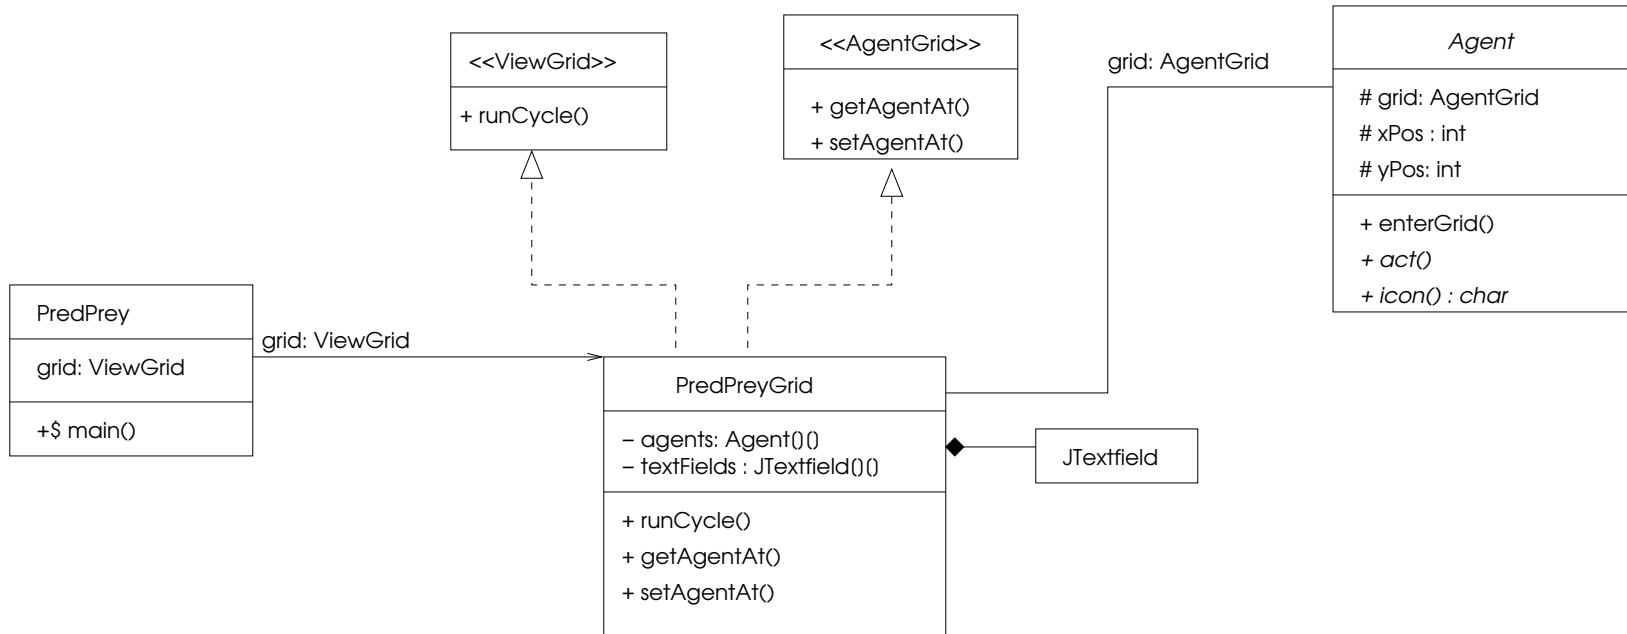 <<ViewGrid>>
+ runCycle()
<<AgentGrid>>
+ getAgentAt()
+ setAgentAt()
grid: AgentGrid
Agent
# grid: AgentGrid
# xPos : int
# yPos: int
+ enterGrid()
+ act()
+ icon() : char
PredPrey
grid: ViewGrid
+$ main()
grid: ViewGrid
PredPreyGrid
– agents: Agent[][]
– textFields : JTextfield[][]
+ runCycle()
+ getAgentAt()
+ setAgentAt()
JTextfield